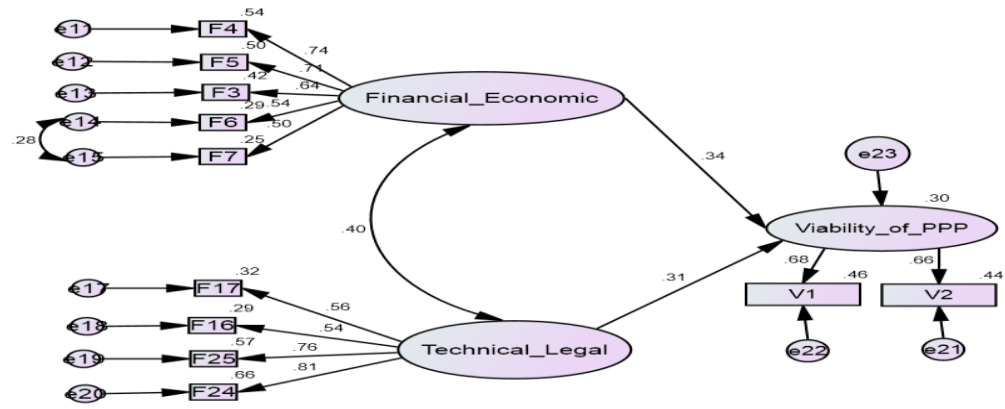 .54
e11 F4
.74
.50
e12 F5
.71
.42
e13 F3
.64
.29 .54
e14 F6
.50
.28
.25
e15 F7
Financial_Economic
.34
e23
.30
Viability_of_PPP
.40
.68 .66
.46 .44
V1 V2
e22 e21
.31
.32
e17 F17
.56
.29
e18 F16
.54
.57
e19 F25
.76
Technical_Legal
.81
.66
e20 F24